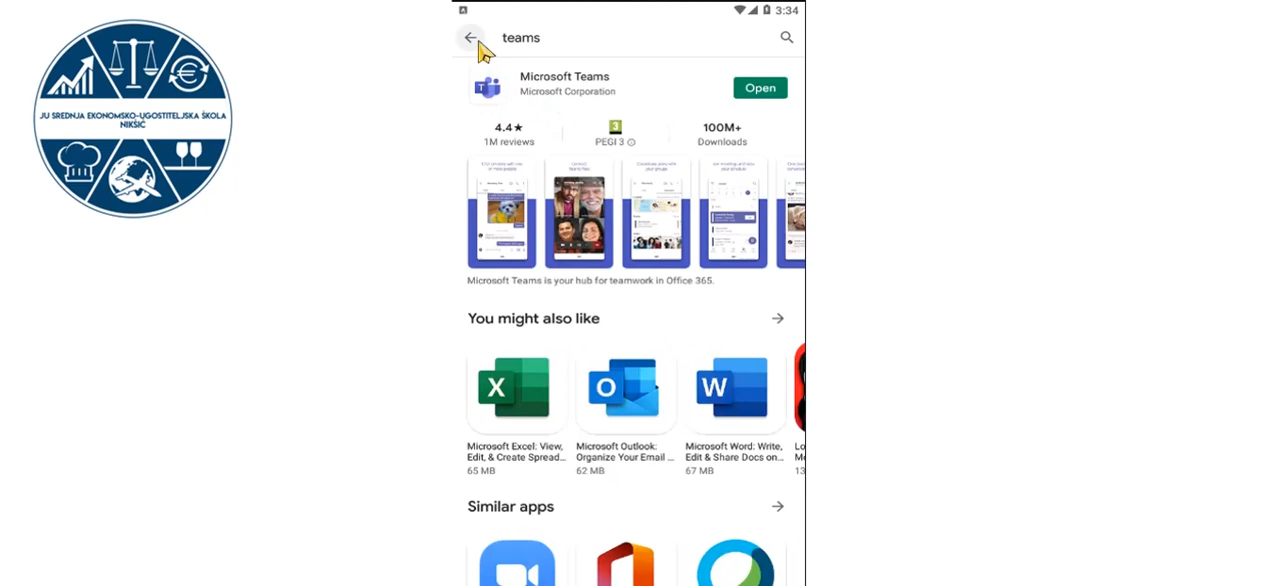 JU SREDNJA EKONOMSKO-UGOSTITELJSKA ŠKOLA
NIKŠIĆ
3:34
teams
Microsoft Teams
Microsoft Corporation
Open
4.4★
1M reviews
3
PEGI 3
100M+
Downloads
Microsoft Teams is your hub for teamwork in Office 365.
You might also like
Microsoft Excel: View,
Edit, & Create Spread...
65 MB
Microsoft Outlook:
Organize Your Email ...
62 MB
Microsoft Word: Write,
Edit & Share Docs on...
67 MB
Lo
13
Similar apps